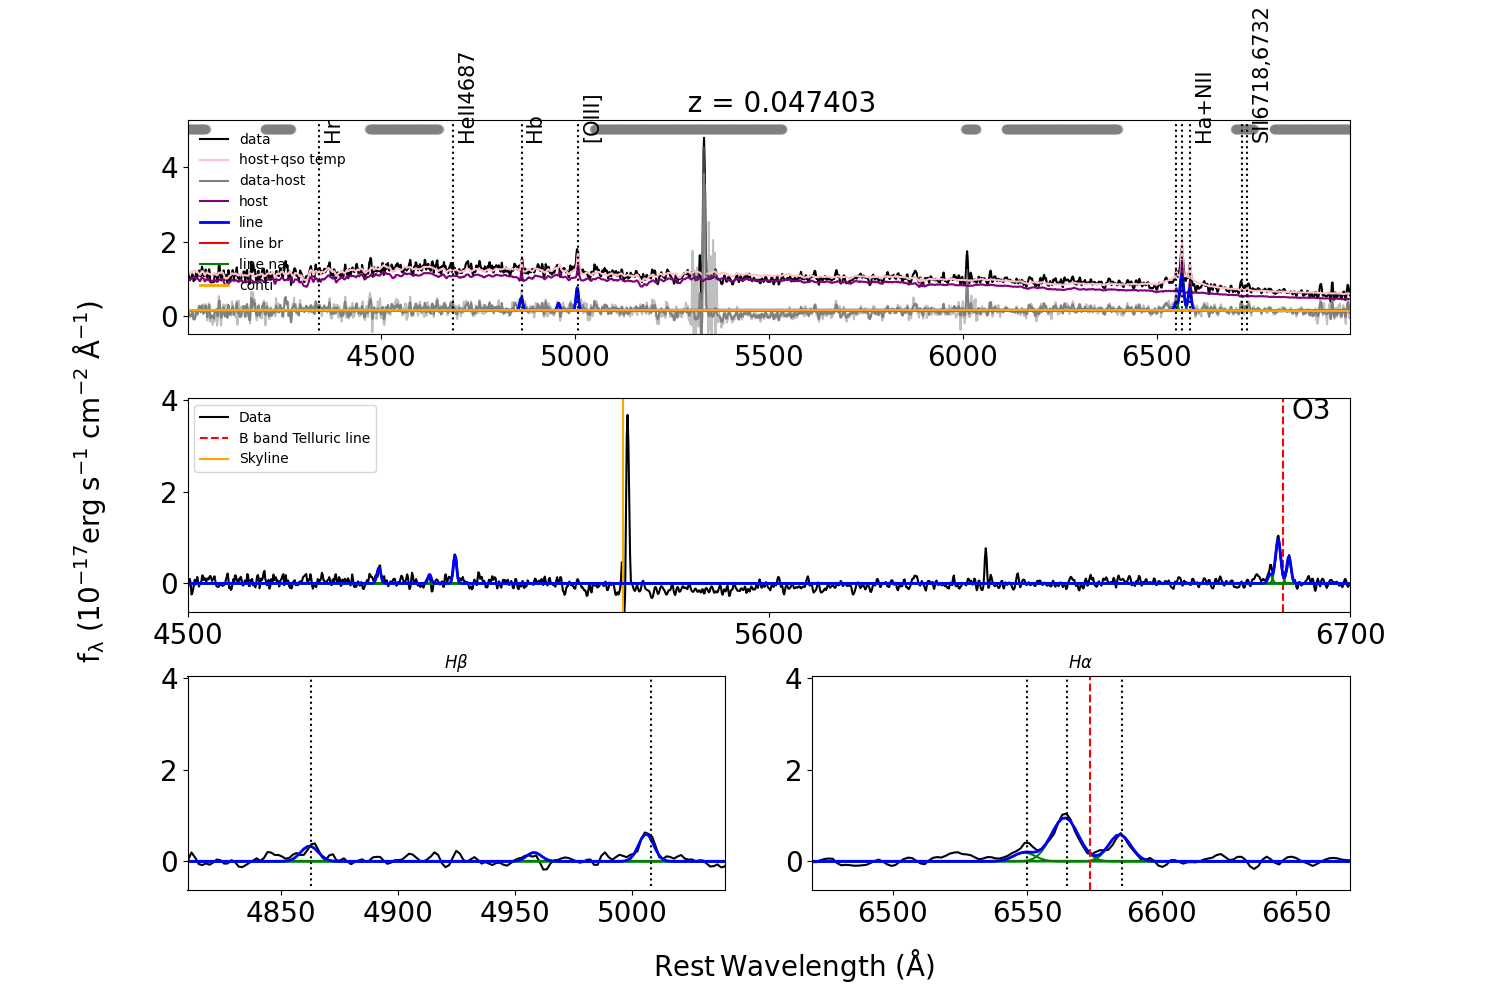 z = 0.047403
Hr
HeII4687
Hb
[OIII]
Ha+NII
SII6718,6732
data
host+qso temp
data-host
host
line
line br
line na
conti
4
2
0
4500
5000
5500
6000
6500
O3
Data
B band Telluric line
Skyline
4
2
0
4500
5600
6700
fλ (10−17erg s−1 cm−2 Å−1)
Hβ
4
2
0
4850
4900
4950
5000
Hα
4
2
0
6500
6550
6600
6650
Rest Wavelength (Å)